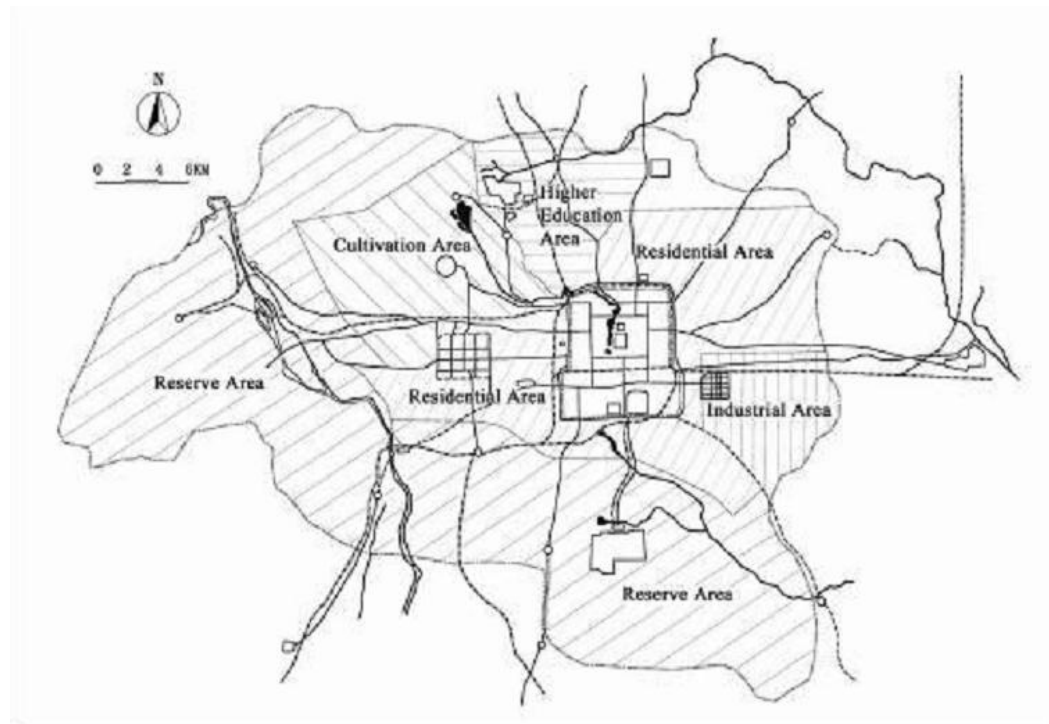 N
0 2 4 6KM
Higher
Education
Area
Cultivation Area
Residential Area
Reserve Area
Residential Area
Industrial Area
Reserve Area